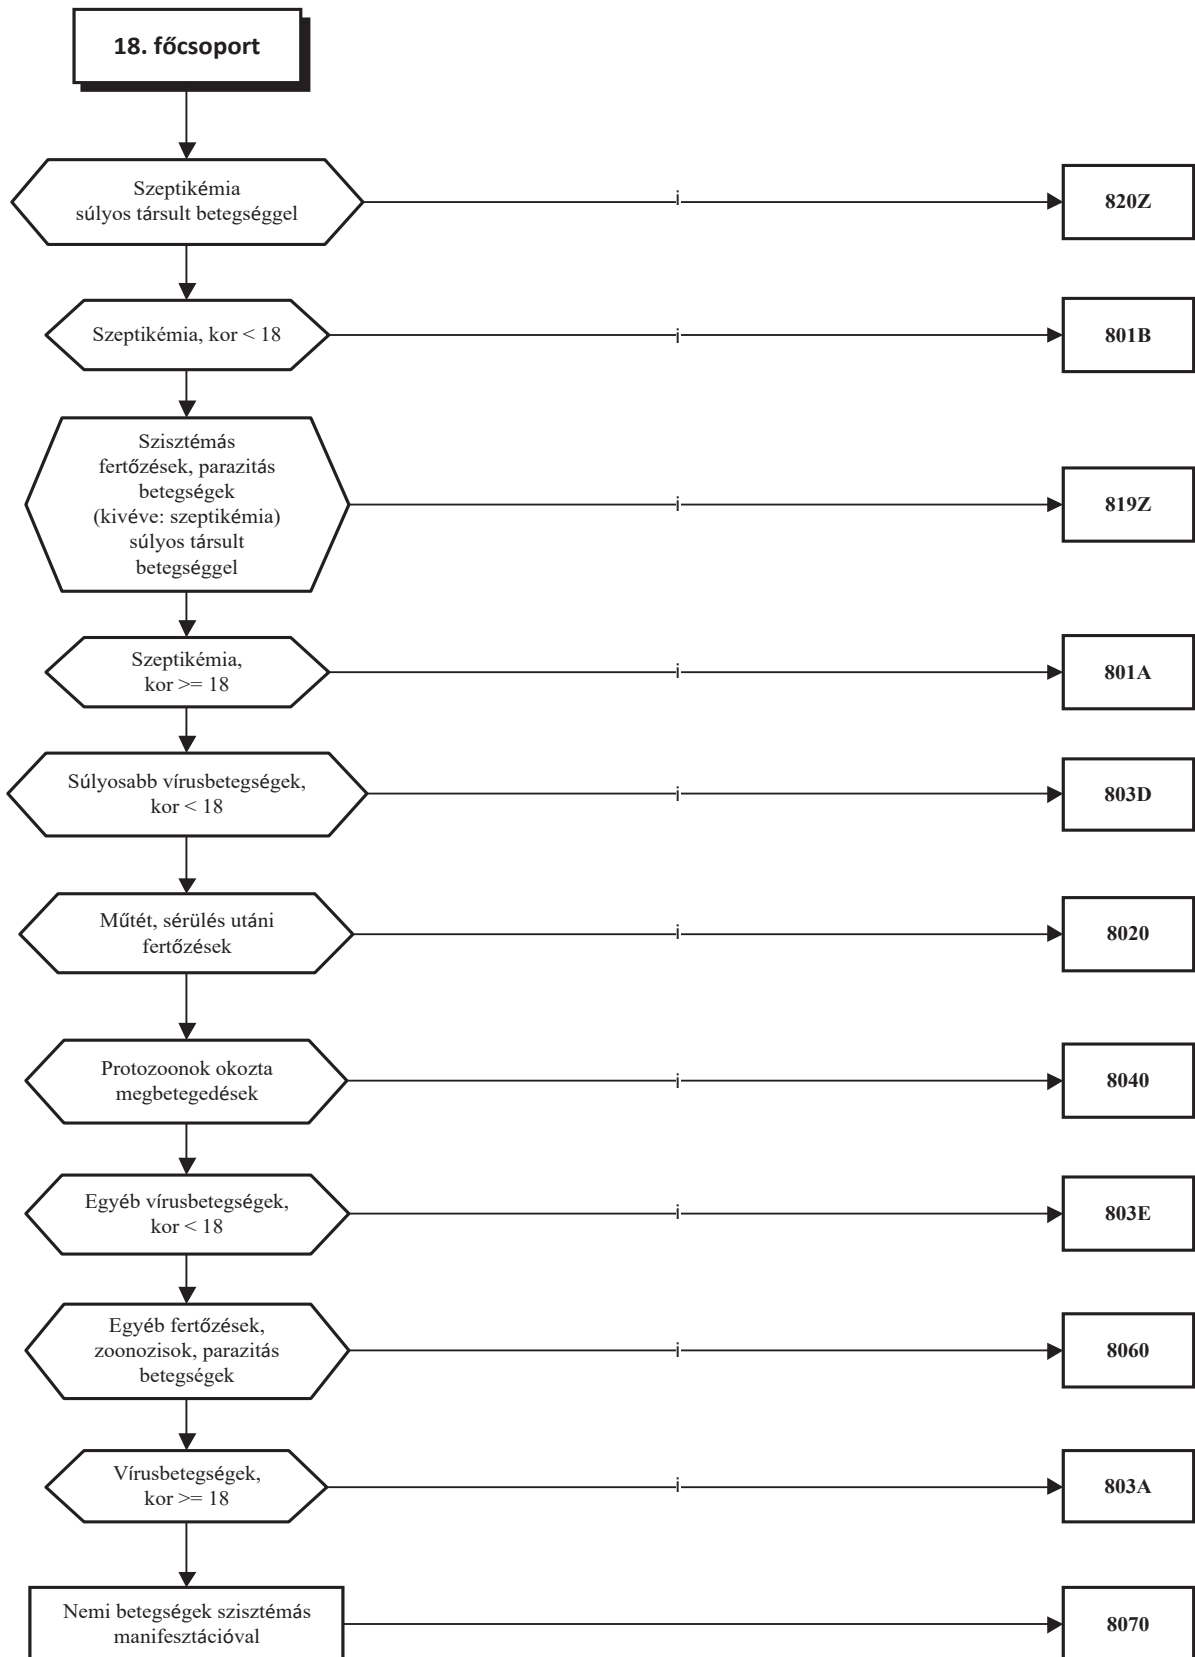 18. főcsoport
Szeptikémia
súlyos társult betegséggel
i
820Z
Szeptikémia, kor < 18
i
801B
Szisztémás
fertőzések, parazitás
betegségek
(kivéve: szeptikémia)
súlyos társult
betegséggel
i
819Z
Szeptikémia,
kor >= 18
i
801A
Súlyosabb vírusbetegségek,
kor < 18
i
803D
Műtét, sérülés utáni
fertőzések
i
8020
Protozoonok okozta
megbetegedések
i
8040
Egyéb vírusbetegségek,
kor < 18
i
803E
Egyéb fertőzések,
zoonozisok, parazitás
betegségek
i
8060
Vírusbetegségek,
kor >= 18
i
803A
Nemi betegségek szisztémás
manifesztációval
8070